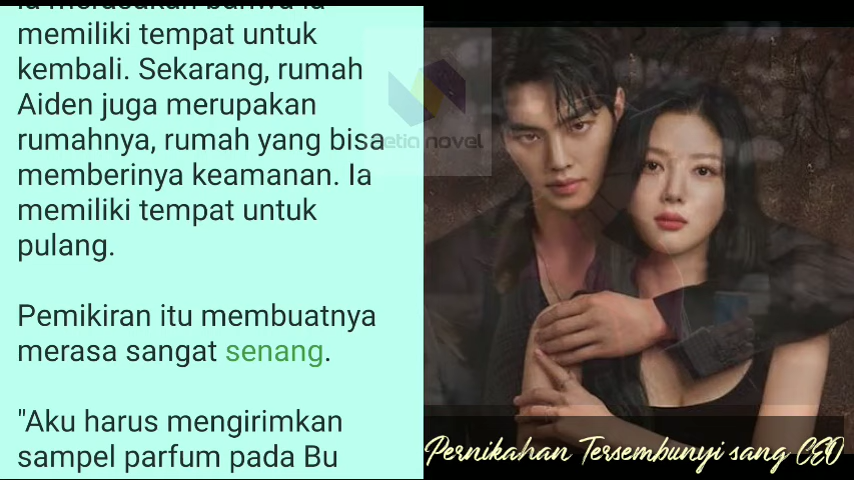 memiliki tempat untuk
kembali. Sekarang, rumah
Aiden juga merupakan
rumahnya, rumah yang bisa
memberinya keamanan. Ia
memiliki tempat untuk
pulang.
Pemikiran itu membuatnya
merasa sangat senang.
"Aku harus mengirimkan
sampel parfum pada Bu
etia novel
Pernikahan Tersembunyi sang CEO